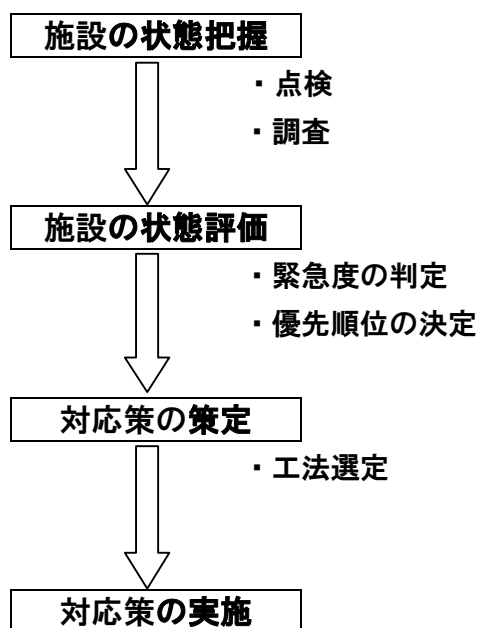 施設の状態把握
・点検
・調査
施設の状態評価
・緊急度の判定
・優先順位の決定
対応策の策定
・工法選定
対応策の実施